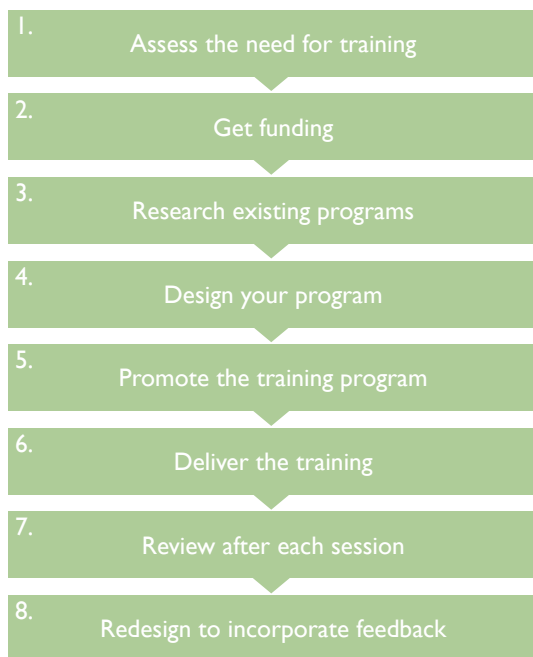 1.
Assess the need for training
2.
Get funding
3.
Research existing programs
4.
Design your program
5.
Promote the training program
6.
Deliver the training
7.
Review after each session
8.
Redesign to incorporate feedback